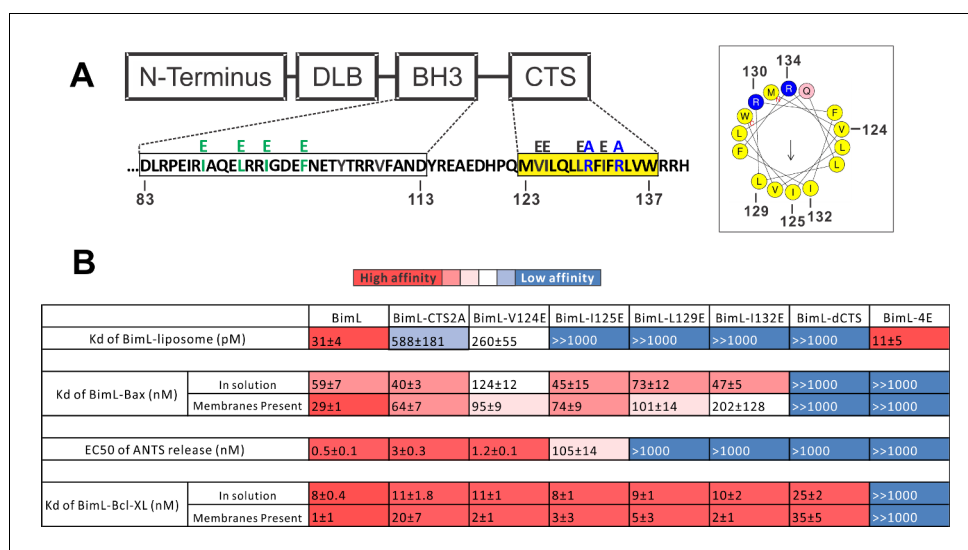 A
N-Terminus DLB BH3 CTS
E E E E EE E A E A
...DLRPEIRIAQELRRIGDEFNETYTRRVFANDYREAEDHPQMVILQLLRFIFRLVWRRH
83 113 123 137
134
130
M R Q
R F
W V 124
L L
F L
L V I I
129 132
125
B
High affinity Low affinity
BimL BimL-CTS2A BimL-V124E BimL-I125E BimL-L129E BimL-I132E BimL-dCTS BimL-4E
Kd of BimL-liposome (pM) 31±4 588±181 260±55 >>1000 >>1000 >>1000 >>1000 11±5
Kd of BimL-Bax (nM)
In solution 59±7 40±3 124±12 45±15 73±12 47±5 >>1000 >>1000
Membranes Present 29±1 64±7 95±9 74±9 101±14 202±128 >>1000 >>1000
EC50 of ANTS release (nM) 0.5±0.1 3±0.3 1.2±0.1 105±14 >1000 >1000 >1000 >>1000
Kd of BimL-Bcl-XL (nM)
In solution 8±0.4 11±1.8 11±1 8±1 9±1 10±2 25±2 >>1000
Membranes Present 1±1 20±7 2±1 3±3 5±3 2±1 35±5 >>1000